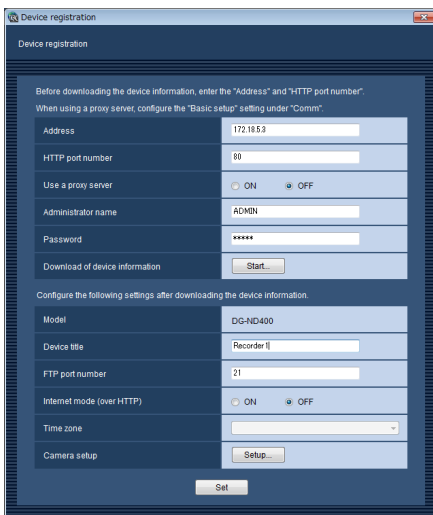 Device registration
Device registration
Before downloading the device information, enter the "Address" and "HTTP port number".
When using a proxy server, configure the "Basic setup" setting under "Comm".
Address 172.18.5.3
HTTP port number 80
Use a proxy server ON OFF
Administrator name ADMIN
Password *****
Download of device information Start...
Configure the following settings after downloading the device information.
Model DG-ND400
Device title Recorder1
FTP port number 21
Internet mode (over HTTP) ON OFF
Time zone
Camera setup Setup...
Set